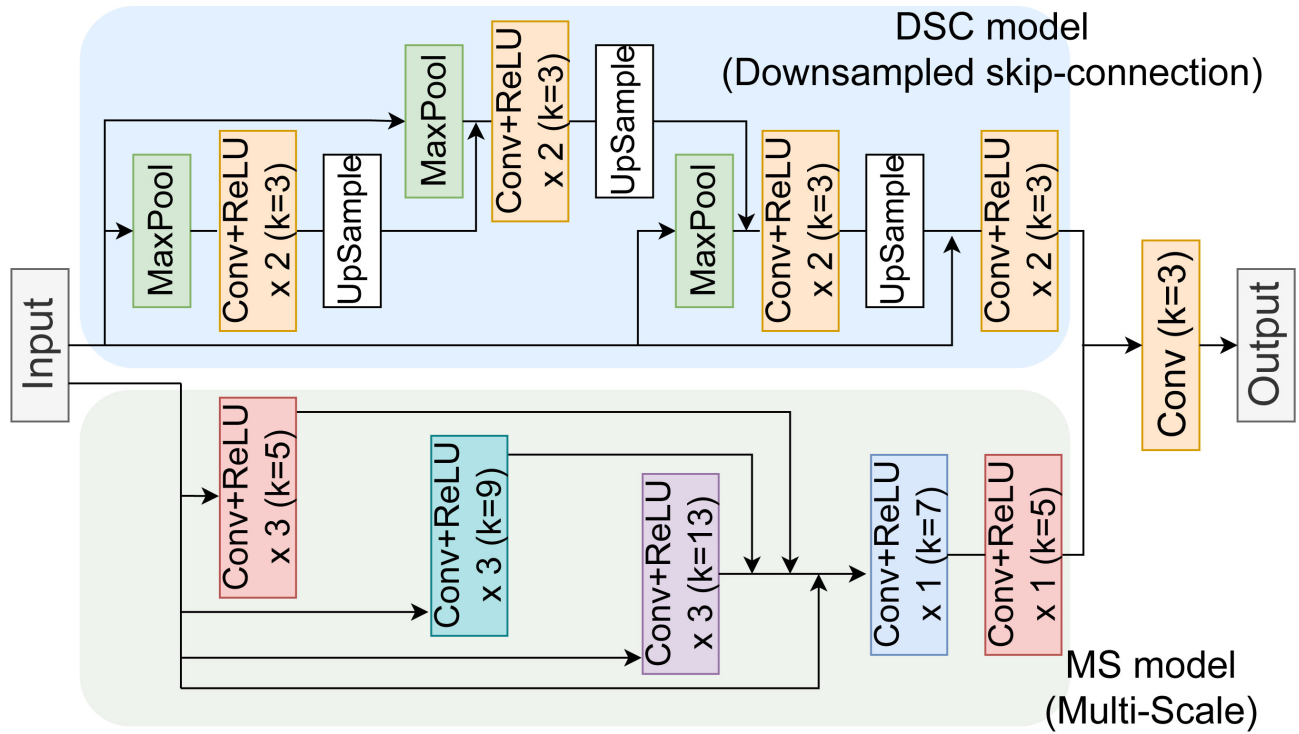 DSC model
(Downsampled skip-connection)
Input
MaxPool
Conv+ReLU
x 2 (k=3)
UpSample
MaxPool
Conv+ReLU
x 2 (k=3)
UpSample
MaxPool
Conv+ReLU
x 2 (k=3)
UpSample
Conv+ReLU
x 2 (k=3)
Conv+ReLU
x 3 (k=5)
Conv+ReLU
x 3 (k=9)
Conv+ReLU
x 3 (k=13)
Conv+ReLU
x 1 (k=7)
Conv+ReLU
x 1 (k=5)
Conv (k=3)
Output
MS model
(Multi-Scale)